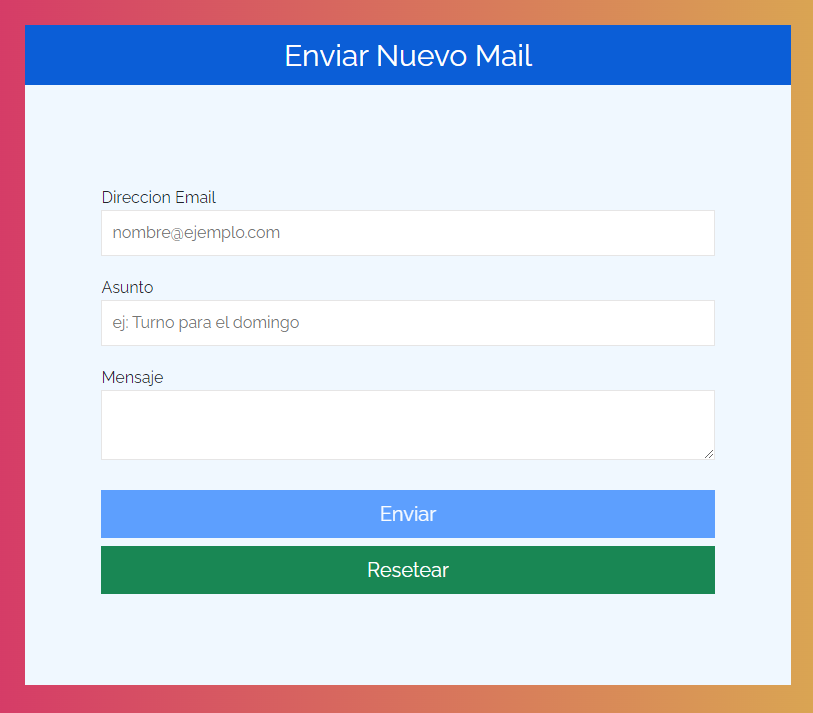 Enviar Nuevo Mail
Direccion Email
nombre@ejemplo.com
Asunto
ej: Turno para el domingo
Mensaje
Enviar
Resetear